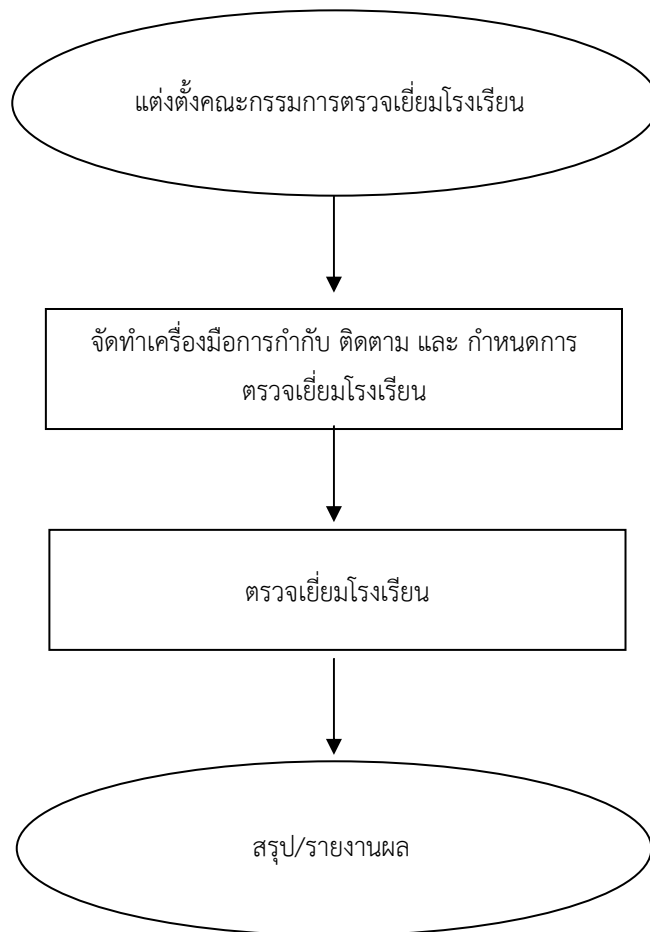 แต่งตั้งคณะกรรมการตรวจเยี่ยมโรงเรียน
จัดทำเครื่องมือการกำกับ ติดตาม และ กำหนดการ
ตรวจเยี่ยมโรงเรียน
ตรวจเยี่ยมโรงเรียน
สรุป/รายงานผล